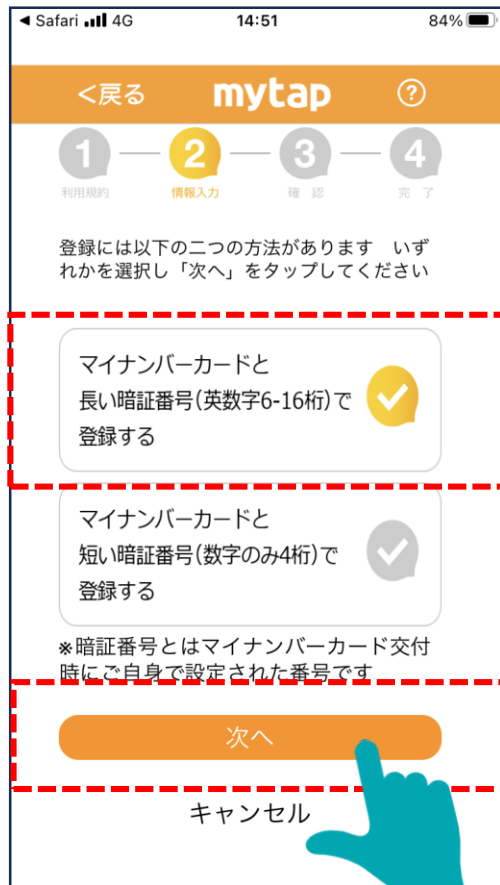 ◀ Safari 4G 14:51 84%
<戻る mytap ?
1 2 3 4
利用規約 情報入力 確 認 完 了
登録には以下の二つの方法があります　いず
れかを選択し「次へ」をタップしてください
マイナンバーカードと
長い暗証番号(英数字6-16桁)で
登録する
マイナンバーカードと
短い暗証番号(数字のみ4桁)で
登録する
※暗証番号とはマイナンバーカード交付
時にご自身で設定された番号です
次へ
キャンセル